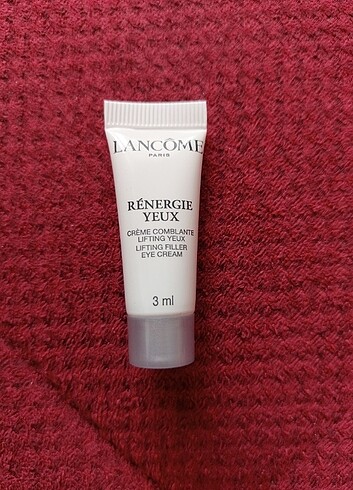 LANCÔME
PARIS
RÉNERGIE
YEUX
CRÈME COMBLANTE
LIFTING YEUX
LIFTING FILLER
EYE CREAM
3 ml